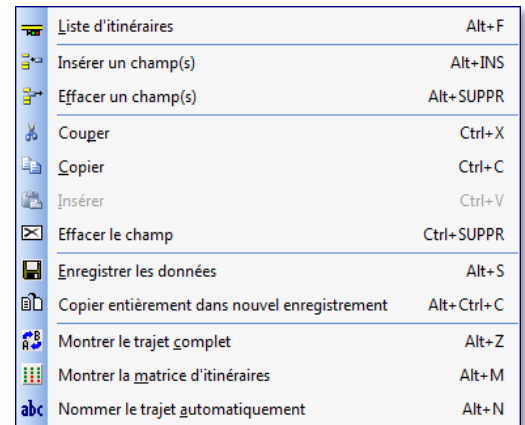 Liste d'itinéraires Alt+F
Insérer un champ(s) Alt+INS
Effacer un champ(s) Alt+SUPPR
Couper Ctrl+X
Copier Ctrl+C
Insérer Ctrl+V
Effacer le champ Ctrl+SUPPR
Enregistrer les données Alt+S
Copier entièrement dans nouvel enregistrement Alt+Ctrl+C
B
A
Montrer le trajet complet Alt+Z
Montrer la matrice d'itinéraires Alt+M
abc Nommer le trajet automatiquement Alt+N